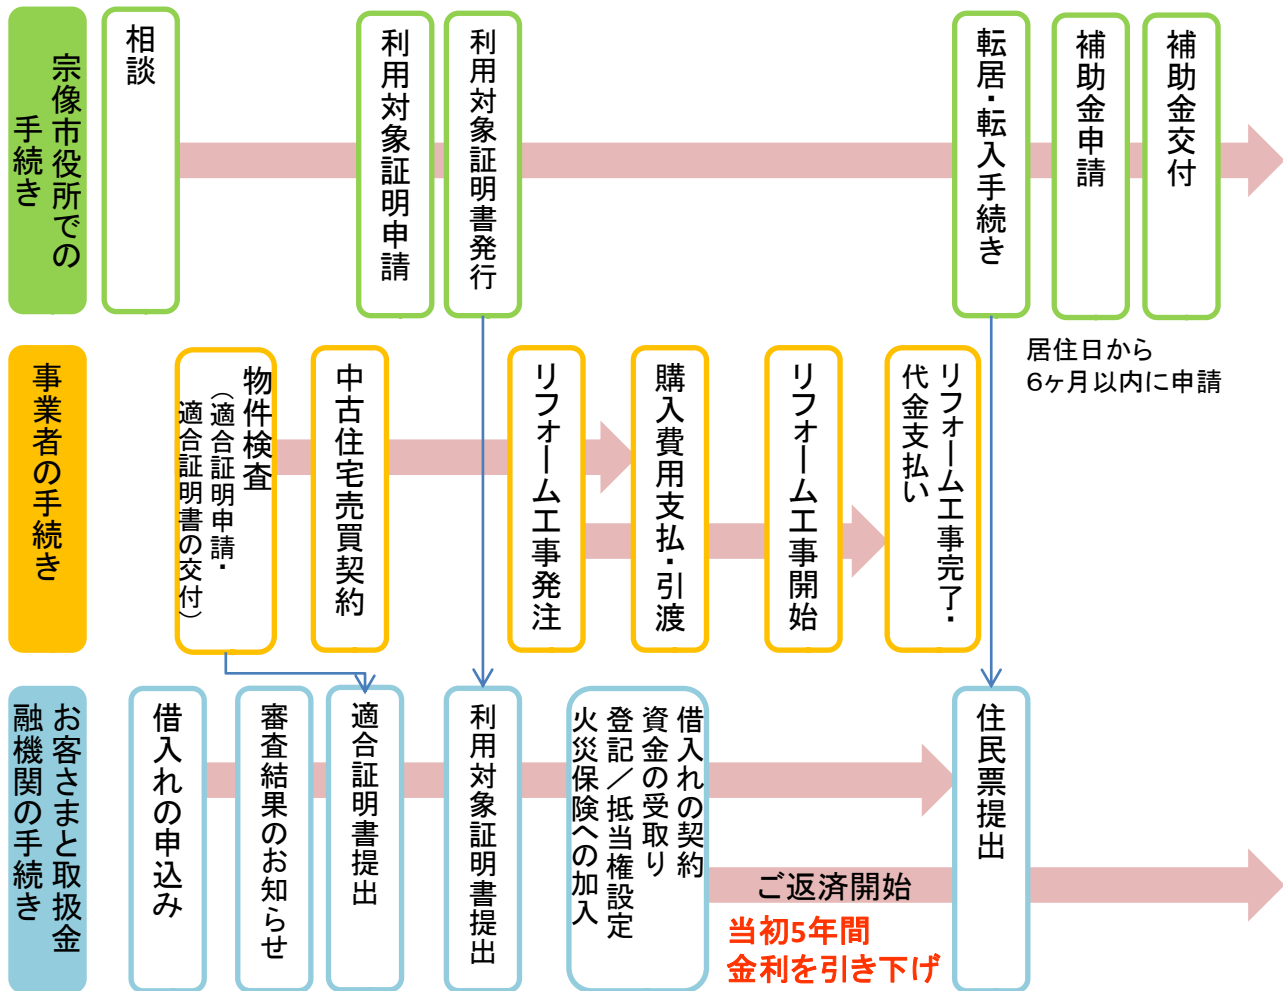 宗像市役所での
手続き
相談
利用対象証明申請
利用対象証明書発行
転居・転入手続き
補助金申請
補助金交付
居住日から
6ヶ月以内に申請
事業者の手続き
物件検査
（適合証明申請・
適合証明書の交付）
中古住宅売買契約
リフォーム工事発注
購入費用支払・引渡
リフォーム工事開始
リフォーム工事完了・
代金支払い
お客さまと取扱金
融機関の手続き
借入れの申込み
審査結果のお知らせ
適合証明書提出
利用対象証明書提出
借入れの契約
資金の受取り
登記／抵当権設定
火災保険への加入
ご返済開始
当初5年間
金利を引き下げ
住民票提出